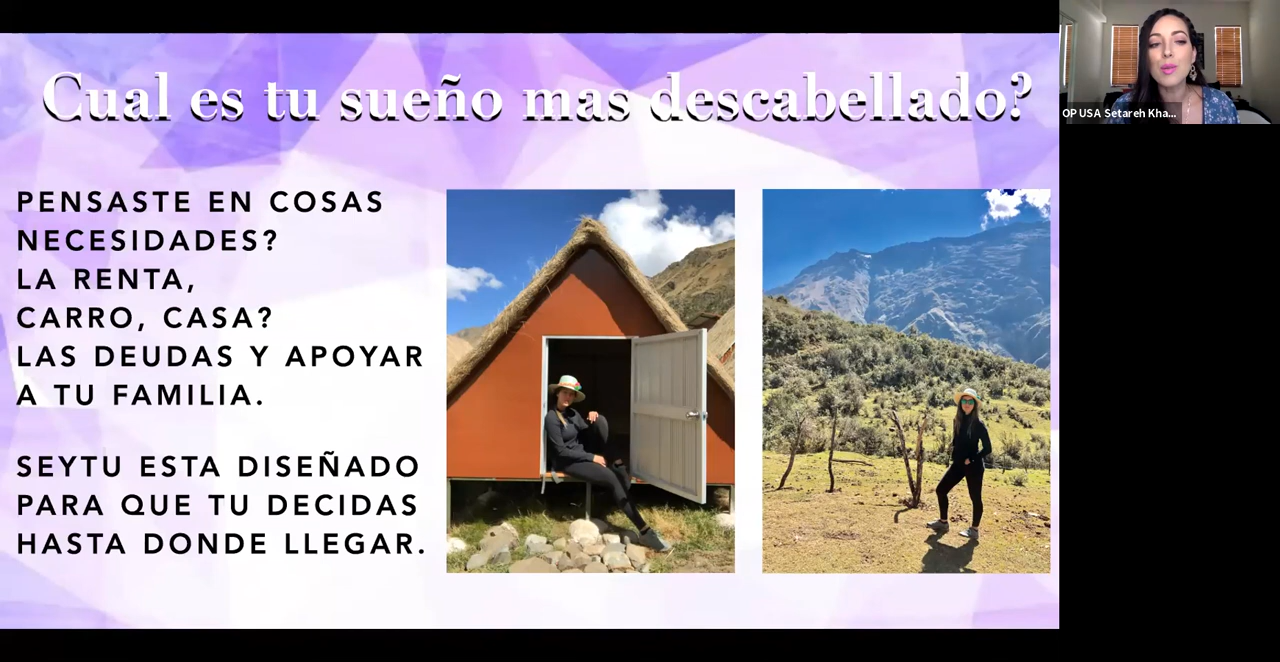 Cual es tu sueño mas descabellado?
PENSASTE EN COSAS
NECESIDADES?
LA RENTA,
CARRO, CASA?
LAS DEUDAS Y APOYAR
A TU FAMILIA.
SEYTU ESTA DISEÑADO
PARA QUE TU DECIDAS
HASTA DONDE LLEGAR.
OP USA Setareh Kha...